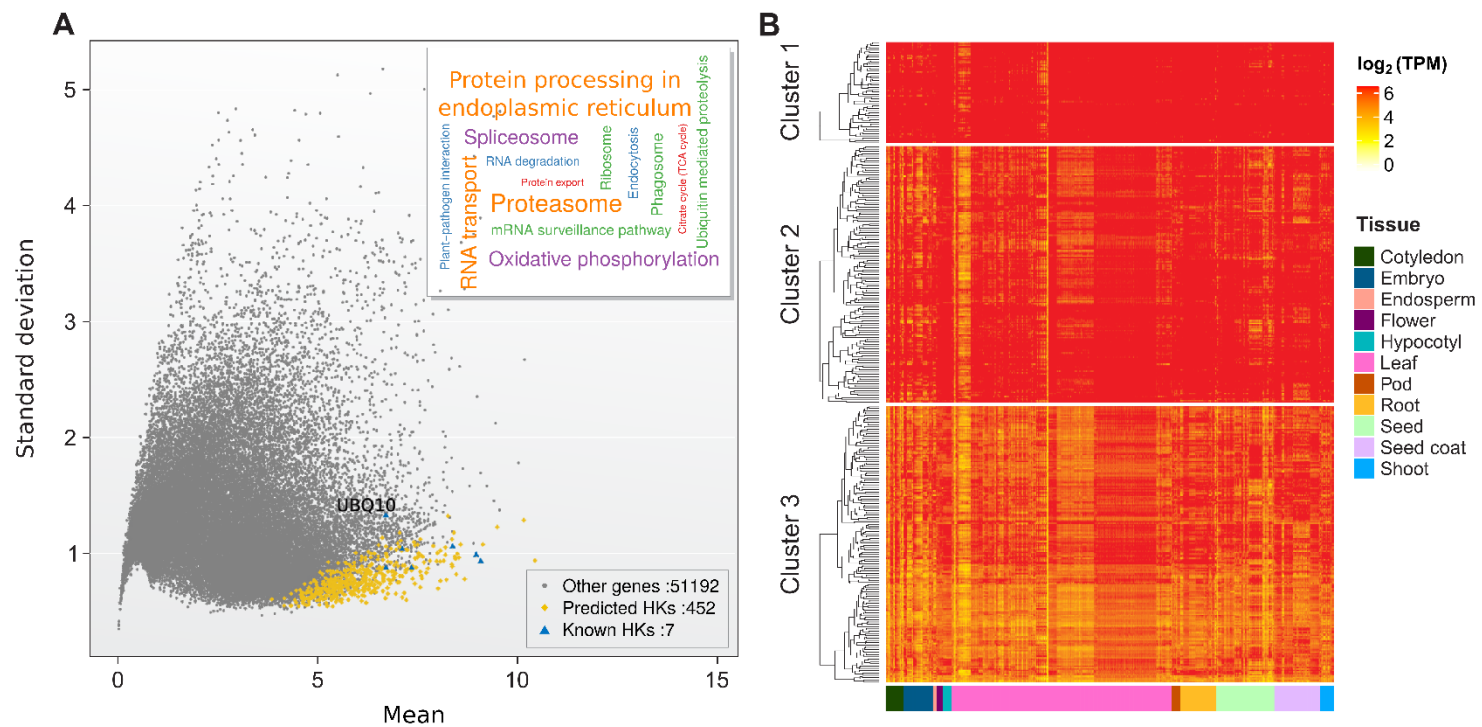 A
5
4
3
2
1
Standard deviation
0
5
10
15
Mean
Protein processing in
endoplasmic reticulum
Spliceosome
RNA degradation
Protein export
Proteasome
mRNA surveillance pathway
Oxidative phosphorylation
Plant-pathogen interaction
RNA transport
Ribosome
Endocytosis
Phagosome
Citrate cycle (TCA cycle)
Ubiquitin mediated proteolysis
UBQ10
Other genes :51192
Predicted HKs :452
Known HKs :7
B
Cluster 1
Cluster 2
Cluster 3
log2 (TPM)
6
4
2
0
Tissue
Cotyledon
Embryo
Endosperm
Flower
Hypocotyl
Leaf
Pod
Root
Seed
Seed coat
Shoot